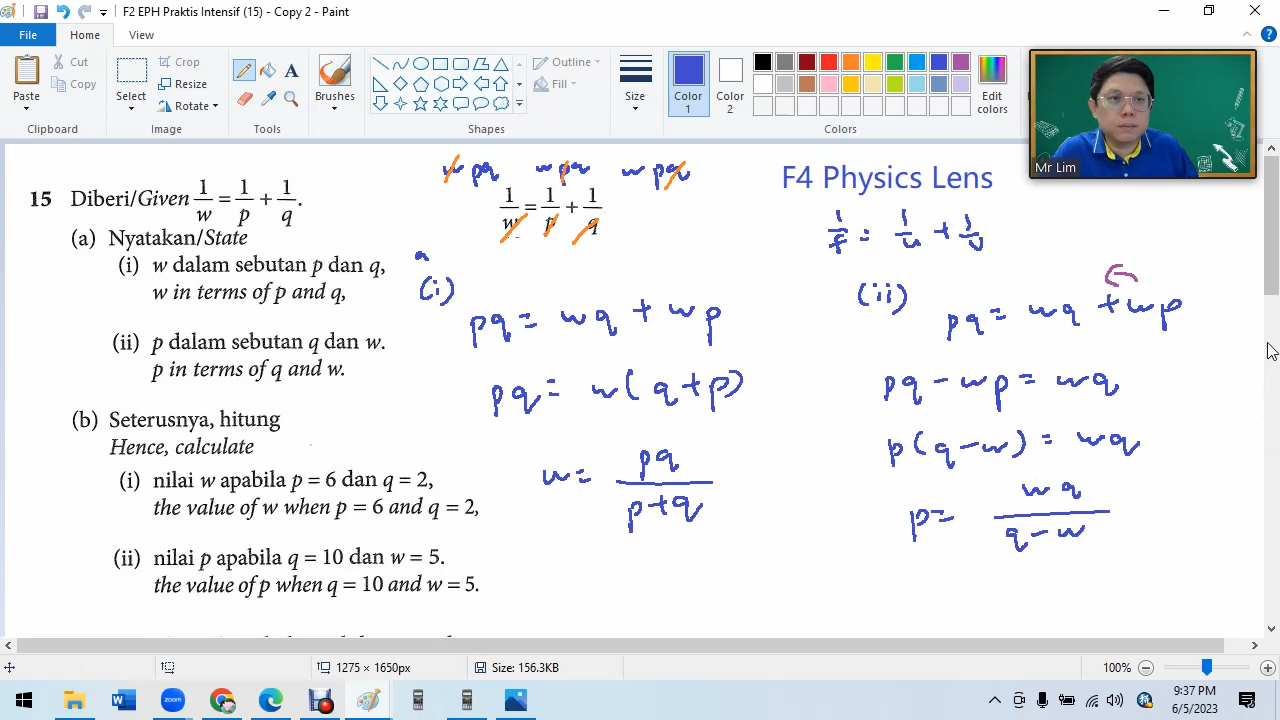 F2 EPH Praktis Intensif (15) - Copy 2 - Paint
File Home View
Paste Cut Copy
Clipboard
Select Crop Resize Rotate
Image
Tools
Brushes
Shapes
Outline
Fill
Size
Color 1
Color 2
Colors
Edit colors
Mr Lim
15 Diberi/Given 1/w = 1/p + 1/q.
(a) Nyatakan/State
(i) w dalam sebutan p dan q,
w in terms of p and q,
(ii) p dalam sebutan q dan w.
p in terms of q and w.
(b) Seterusnya, hitung
Hence, calculate
(i) nilai w apabila p = 6 dan q = 2,
the value of w when p = 6 and q = 2,
(ii) nilai p apabila q = 10 dan w = 5.
the value of p when q = 10 and w = 5.
wpq wpq wpq
1/w = 1/p + 1/q
a
(i)
pq = wq + wp
pq = w(q+p)
w = pq/(p+q)
F4 Physics Lens
1/f = 1/u + 1/v
(ii)
pq = wq + wp
pq - wp = wq
p(q-w) = wq
p = wq/(q-w)
1275 × 1650px
Size: 156.3KB
100%
zoom
9:37 PM
6/5/2023